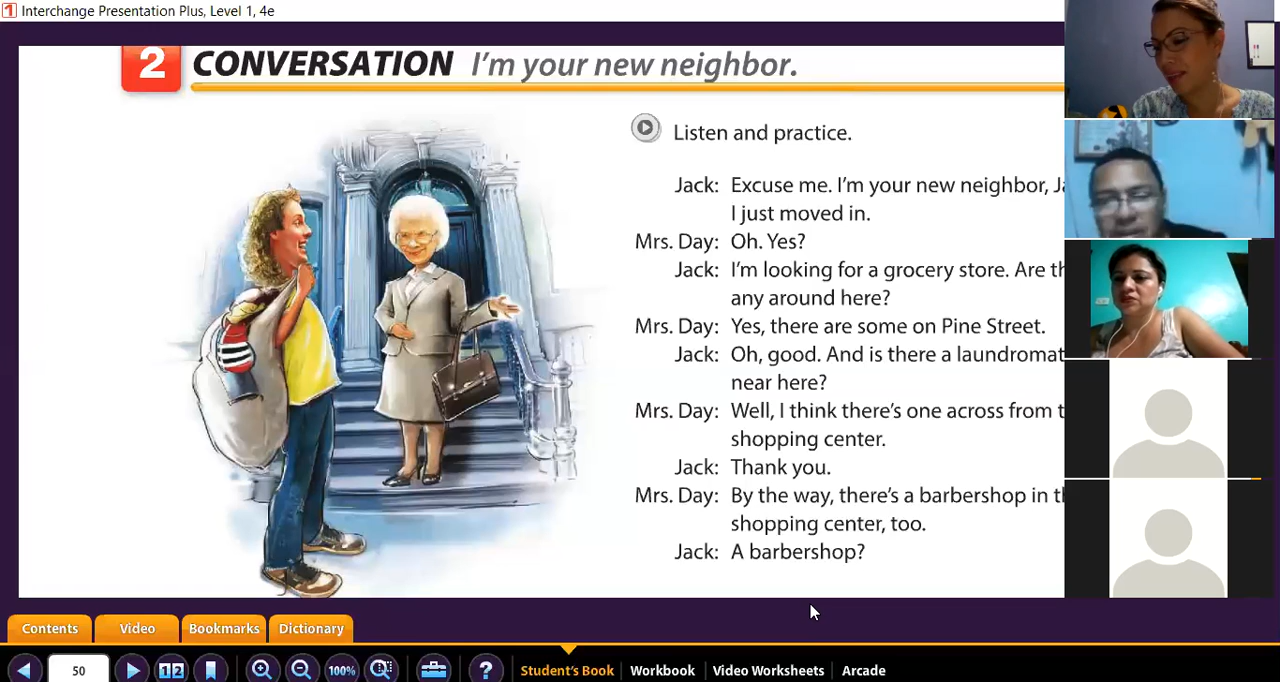 Interchange Presentation Plus, Level 1, 4e
2 CONVERSATION I'm your new neighbor.
Listen and practice.
Jack: Excuse me. I'm your new neighbor,
I just moved in.
Mrs. Day: Oh. Yes?
Jack: I'm looking for a grocery store. Are
any around here?
Mrs. Day: Yes, there are some on Pine Street.
Jack: Oh, good. And is there a laundromat
near here?
Mrs. Day: Well, I think there's one across from
shopping center.
Jack: Thank you.
Mrs. Day: By the way, there's a barbershop in
shopping center, too.
Jack: A barbershop?
Contents Video Bookmarks Dictionary
50 1 2 100% ? Student's Book Workbook Video Worksheets Arcade